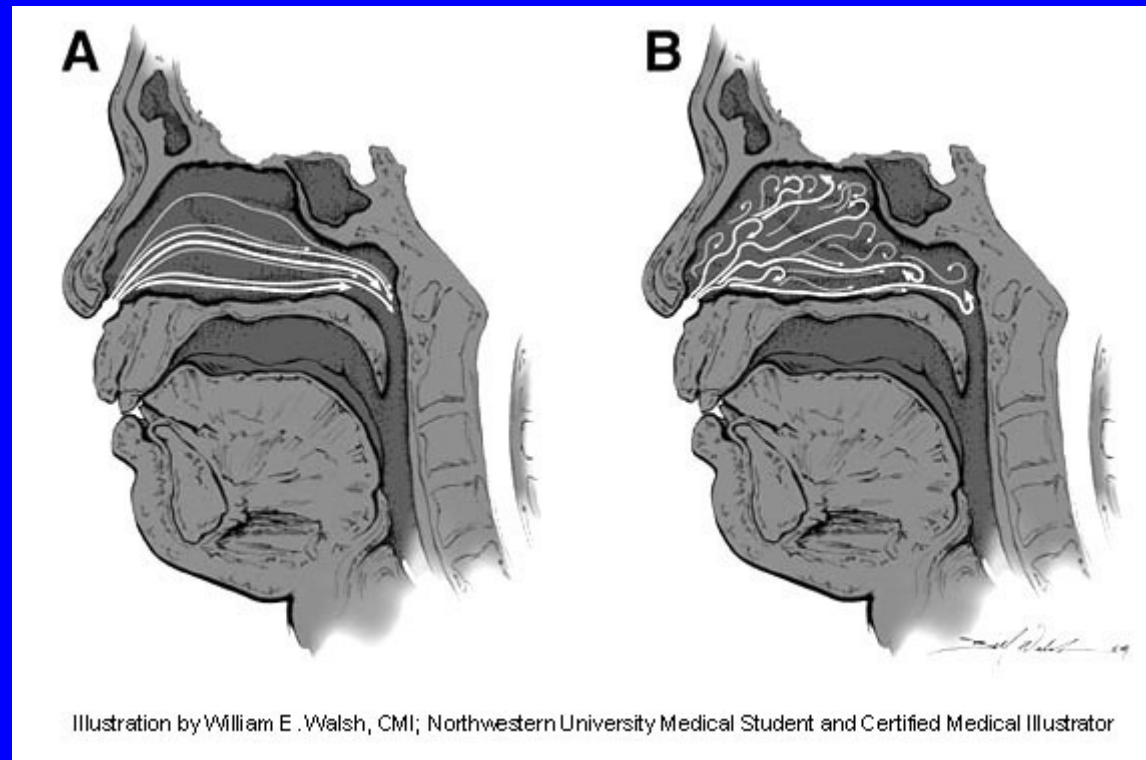 A
B
Illustration by William E. Walsh, CMI; Northwestern University Medical Student and Certified Medical Illustrator